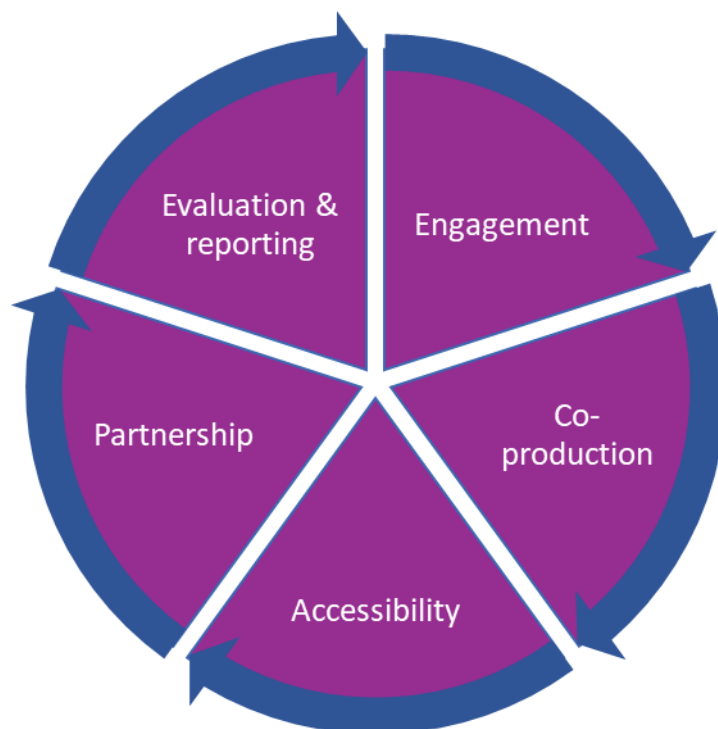 Evaluation &
reporting
Engagement
Co-
production
Accessibility
Partnership